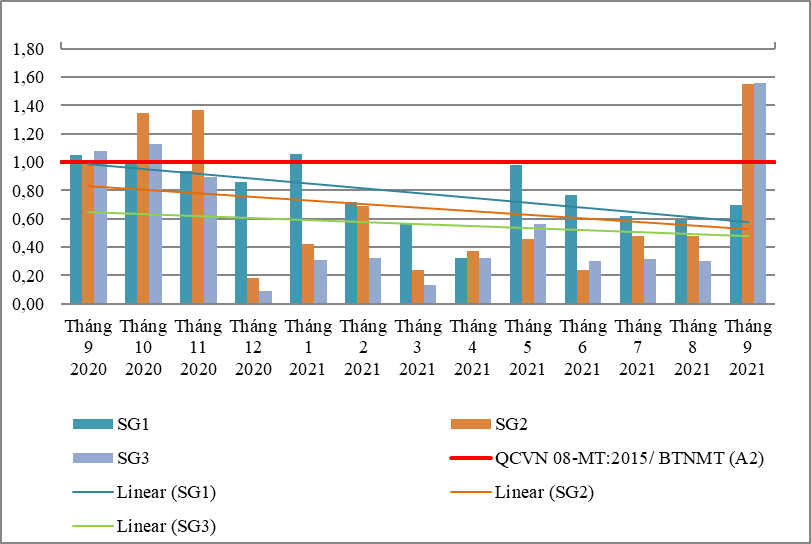 1,80
1,60
1,40
1,20
1,00
0,80
0,60
0,40
0,20
0,00
Tháng Tháng Tháng Tháng Tháng Tháng Tháng Tháng Tháng Tháng Tháng Tháng Tháng
9 10 11 12 1 2 3 4 5 6 7 8 9
2020 2020 2020 2020 2021 2021 2021 2021 2021 2021 2021 2021 2021
SG1 SG2
SG3 QCVN 08-MT:2015/ BTNMT (A2)
Linear (SG1) Linear (SG2)
Linear (SG3)